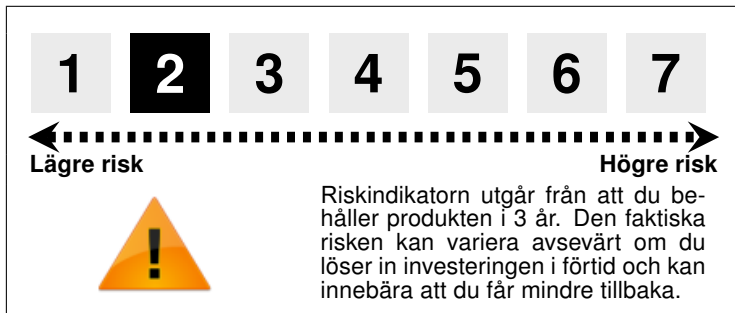 1 2 3 4 5 6 7
Lägre risk Högre risk
Riskindikatorn utgår från att du be-
håller produkten i 3 år. Den faktiska
risken kan variera avsevärt om du
löser in investeringen i förtid och kan
innebära att du får mindre tillbaka.